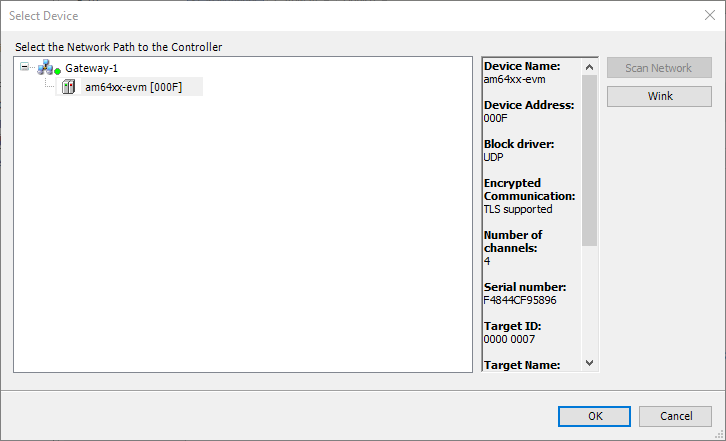 Select Device
Select the Network Path to the Controller
Gateway-1
am64xx-evm [000F]
Device Name:
am64xx-evm
Device Address:
000F
Block driver:
UDP
Encrypted
Communication:
TLS supported
Number of
channels:
4
Serial number:
F4844CF95896
Target ID:
0000 0007
Target Name:
Scan Network
Wink
OK
Cancel